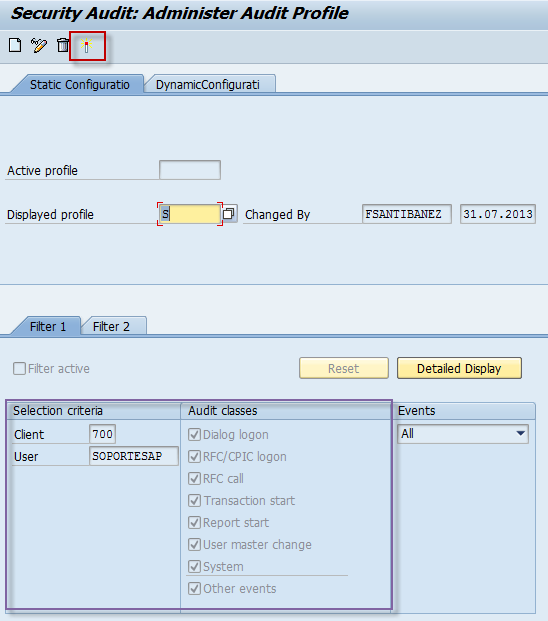 Security Audit: Administer Audit Profile
Static Configuratio DynamicConfigurati
Active profile
Displayed profile S Changed By FSANTIBANEZ 31.07.2013
Filter 1 Filter 2
Filter active Reset Detailed Display
Selection criteria Audit classes Events
Client 700 Dialog logon All
User SOPORTESAP RFC/CPIC logon
RFC call
Transaction start
Report start
User master change
System
Other events